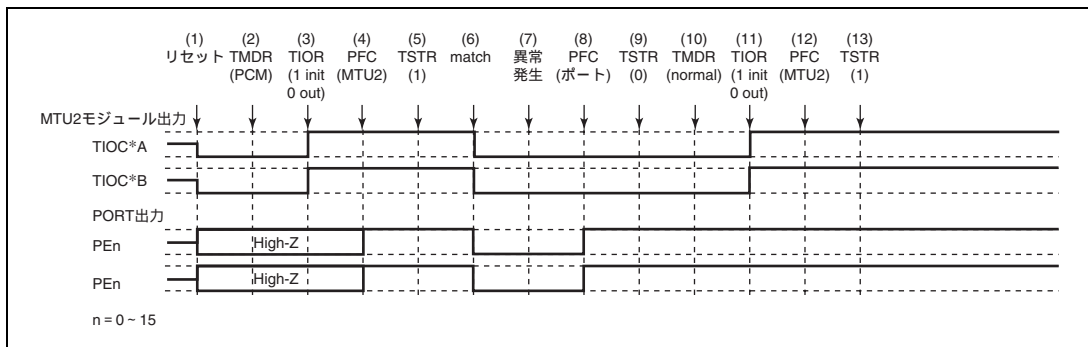 (1) (2) (3) (4) (5) (6) (7) (8) (9) (10) (11) (12) (13)
リセット TMDR TIOR PFC TSTR match 異常 PFC TSTR TMDR TIOR PFC TSTR
(PCM) (1 init (MTU2) (1) 発生 (ポート) (0) (normal) (1 init (MTU2) (1)
0 out) 0 out)
MTU2モジュール出力
TIOC*A
TIOC*B
PORT出力
PEn High-Z
PEn High-Z
n = 0 ~ 15